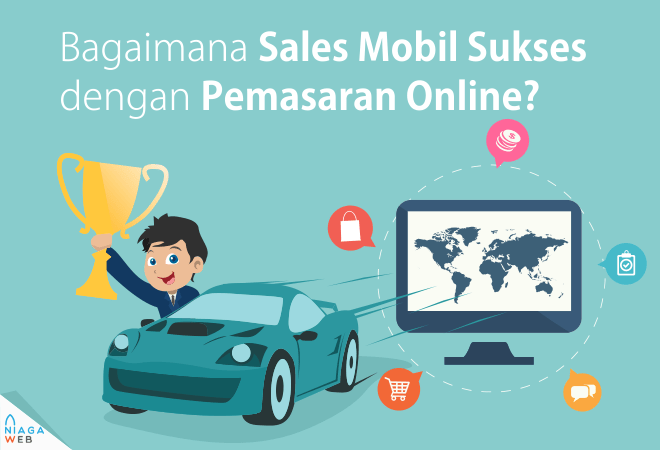 Bagaimana Sales Mobil Sukses
dengan Pemasaran Online?
NIAGA
WEB